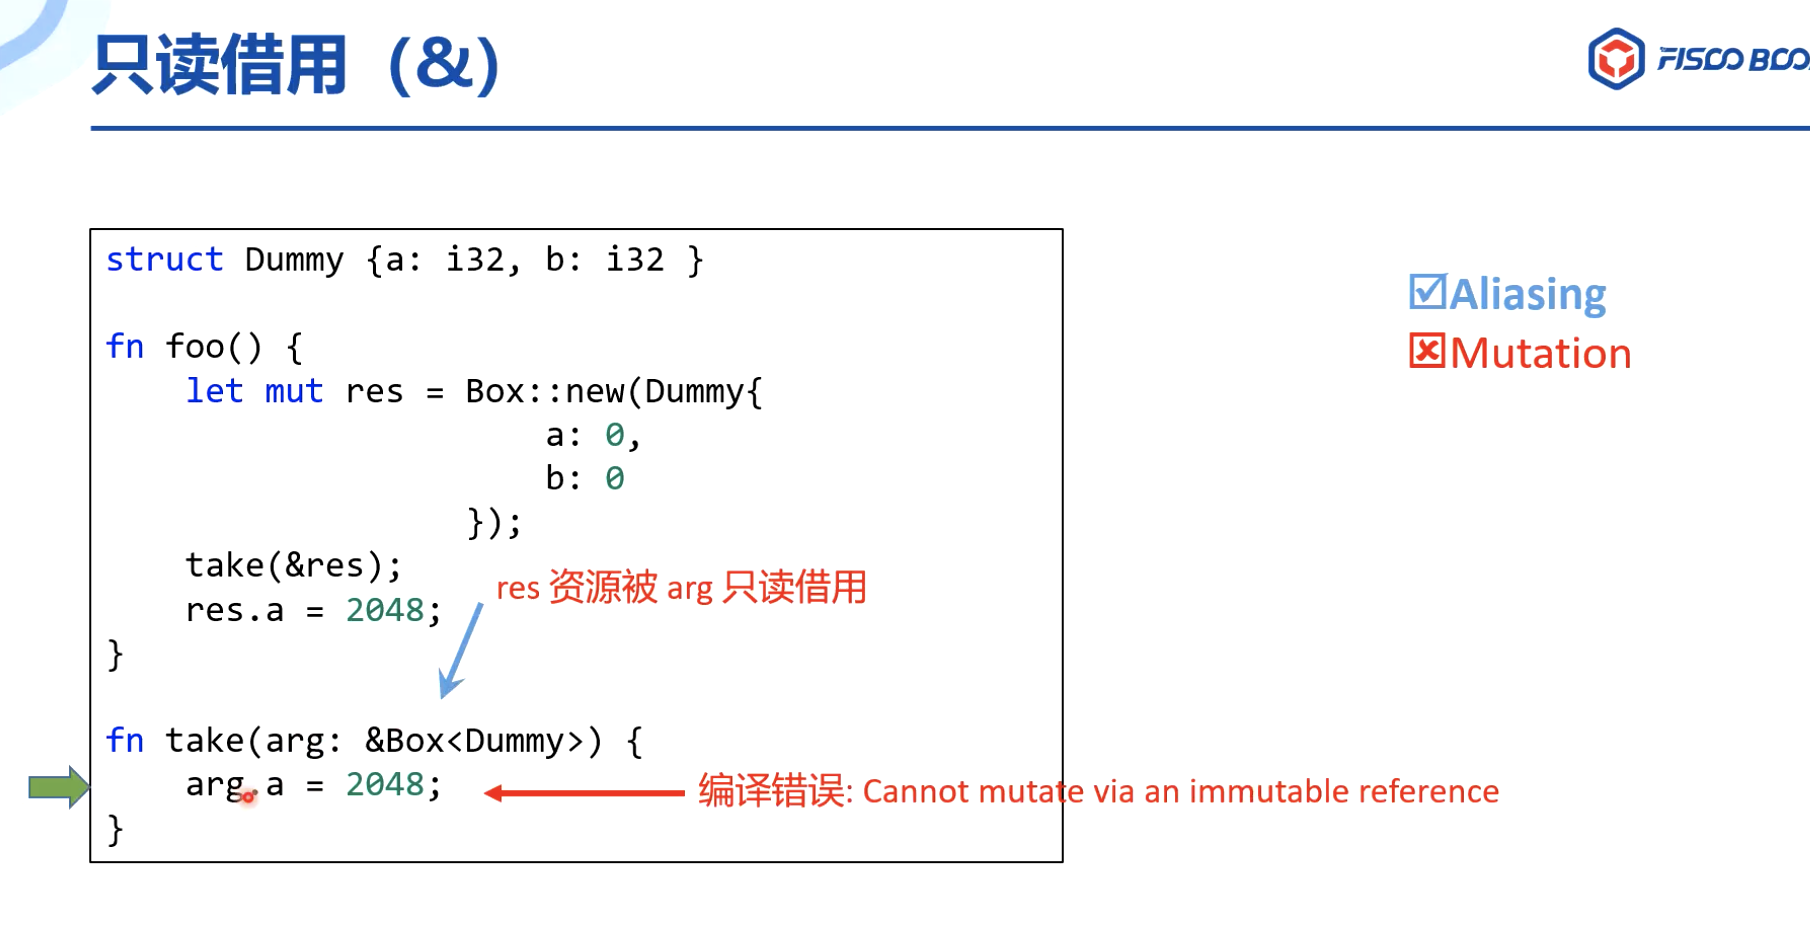 只读借用（&）
FISCO BCO
struct Dummy {a: i32, b: i32 }
fn foo() {
let mut res = Box::new(Dummy{
a: 0,
b: 0
});
take(&res);
res.a = 2048;
}
res 资源被 arg 只读借用
fn take(arg: &Box<Dummy>) {
arg.a = 2048;
}
编译错误: Cannot mutate via an immutable reference
Aliasing
Mutation